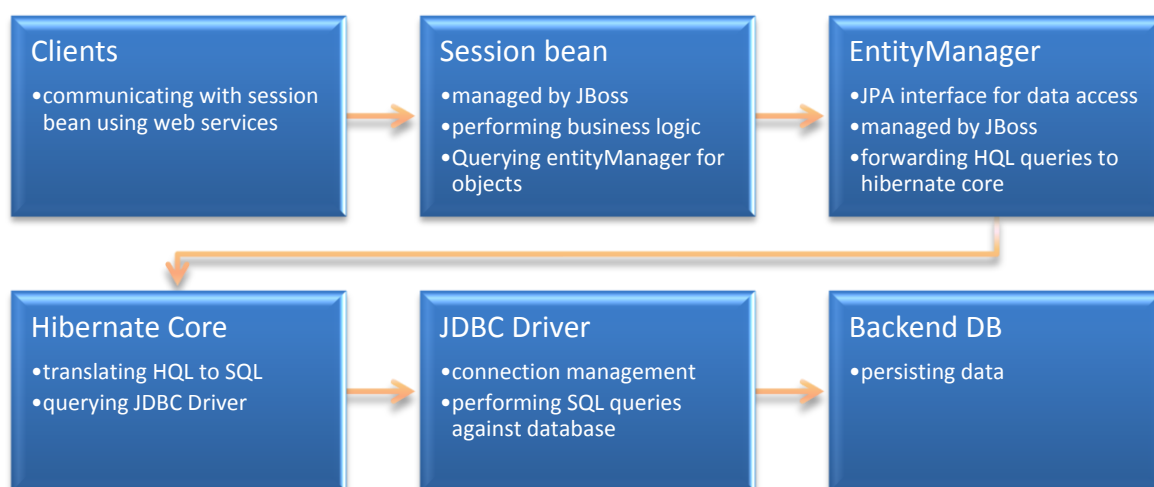 Clients
•communicating with session
bean using web services
Session bean
•managed by JBoss
•performing business logic
•Querying entityManager for
objects
EntityManager
•JPA interface for data access
•managed by JBoss
•forwarding HQL queries to
hibernate core
Hibernate Core
•translating HQL to SQL
•querying JDBC Driver
JDBC Driver
•connection management
•performing SQL queries
against database
Backend DB
•persisting data